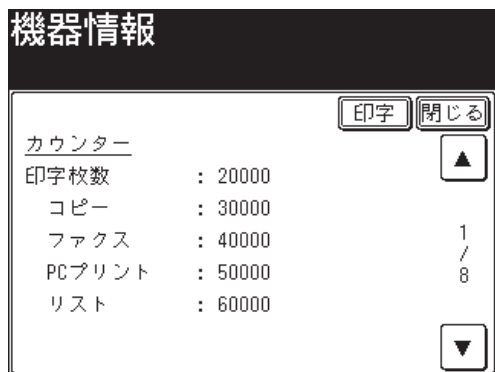 機器情報
印字 閉じる
カウンター
印字枚数 : 20000
コピー : 30000
ファクス : 40000
PCプリント : 50000
リスト : 60000
▲
1
/
8
▼